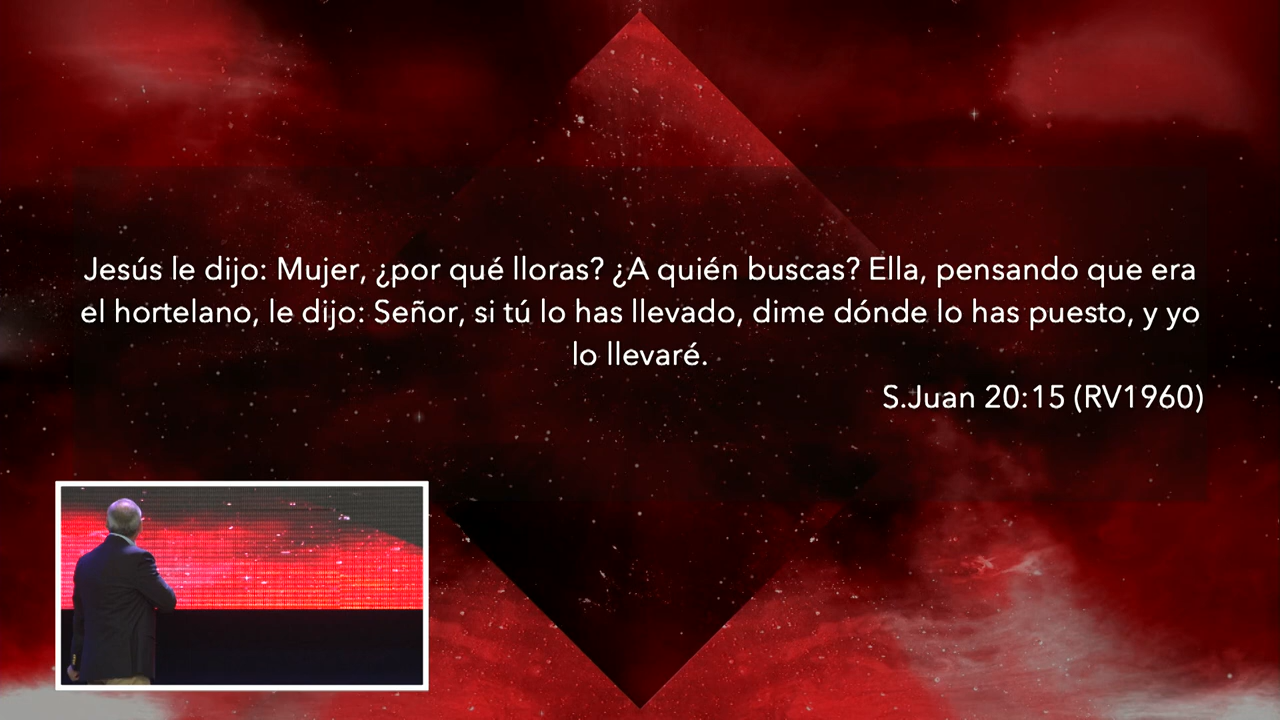 Jesús le dijo: Mujer, ¿por qué lloras? ¿A quién buscas? Ella, pensando que era
el hortelano, le dijo: Señor, si tú lo has llevado, dime dónde lo has puesto, y yo
lo llevaré.
S.Juan 20:15 (RV1960)